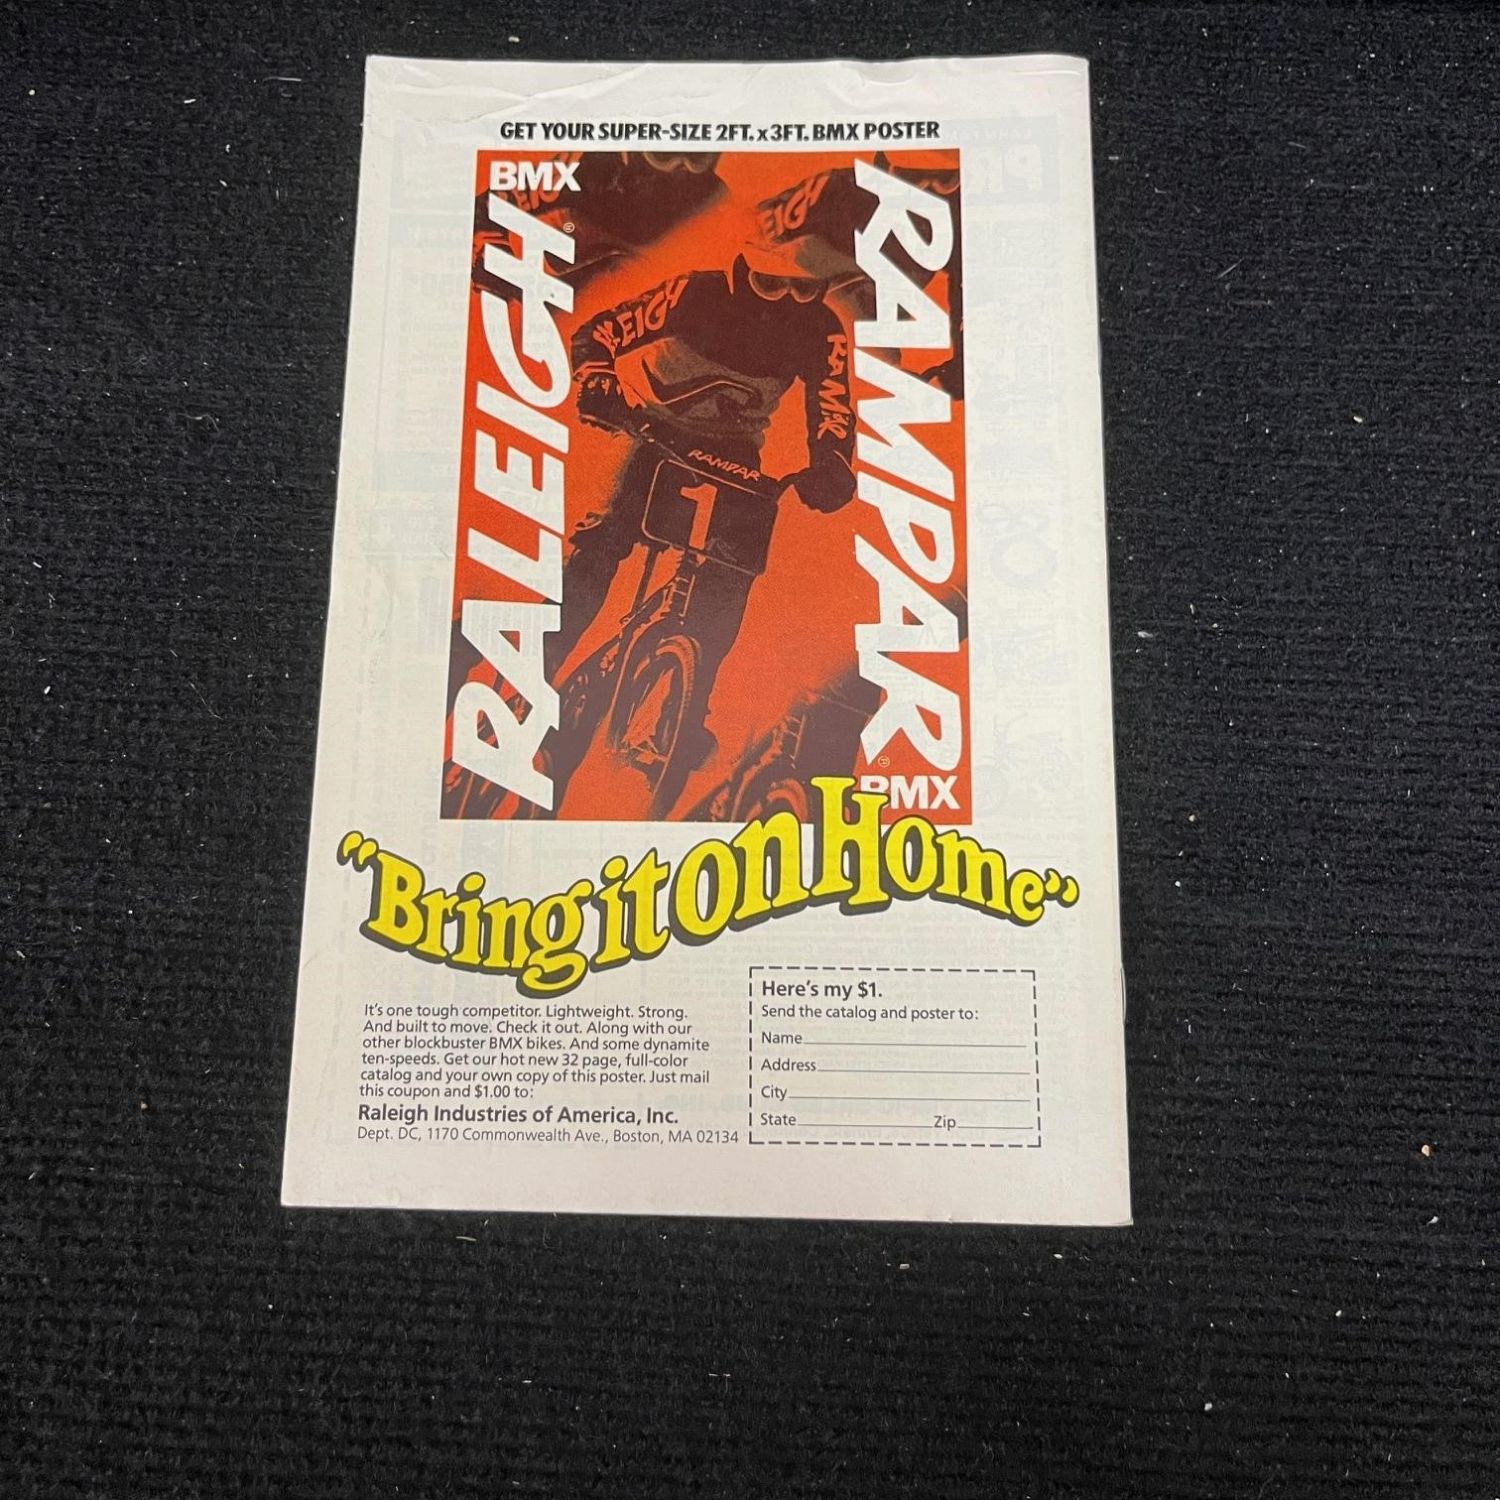 GET YOUR SUPER-SIZE 2FT. x 3FT. BMX POSTER
BMX
RALEIGH®
RAMPAR®
BMX
EIGH
LEIGH
RAMPAR
RAMPAR
1
"Bring it on Home"
It's one tough competitor. Lightweight. Strong.
And built to move. Check it out. Along with our
other blockbuster BMX bikes. And some dynamite
ten-speeds. Get our hot new 32 page, full-color
catalog and your own copy of this poster. Just mail
this coupon and $1.00 to:
Raleigh Industries of America, Inc.
Dept. DC, 1170 Commonwealth Ave., Boston, MA 02134
Here's my $1.
Send the catalog and poster to:
Name
Address
City
State Zip